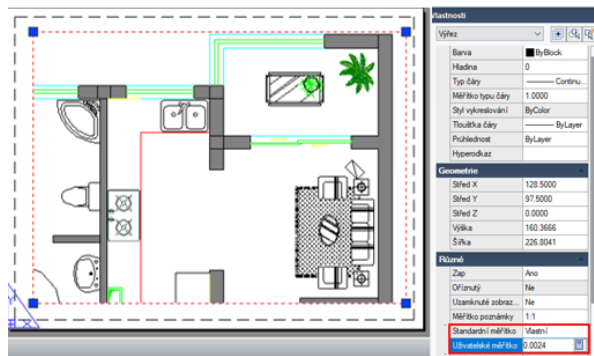 Vlastnosti
Výřez
Barva ByBlock
Hladina 0
Typ čáry Continu...
Měřítko typu čáry 1.0000
Styl vykreslování ByColor
Tloušťka čáry ByLayer
Průhlednost ByLayer
Hyperodkaz
Geometrie
Střed X 128.5000
Střed Y 97.5000
Střed Z 0.0000
Výška 160.3666
Šířka 226.8041
Různé
Zap Ano
Oříznutý Ne
Uzamknuté zobraz... Ne
Měřítko poznámky 1:1
Standardní měřítko Vlastní
Uživatelské měřítko 0.0024